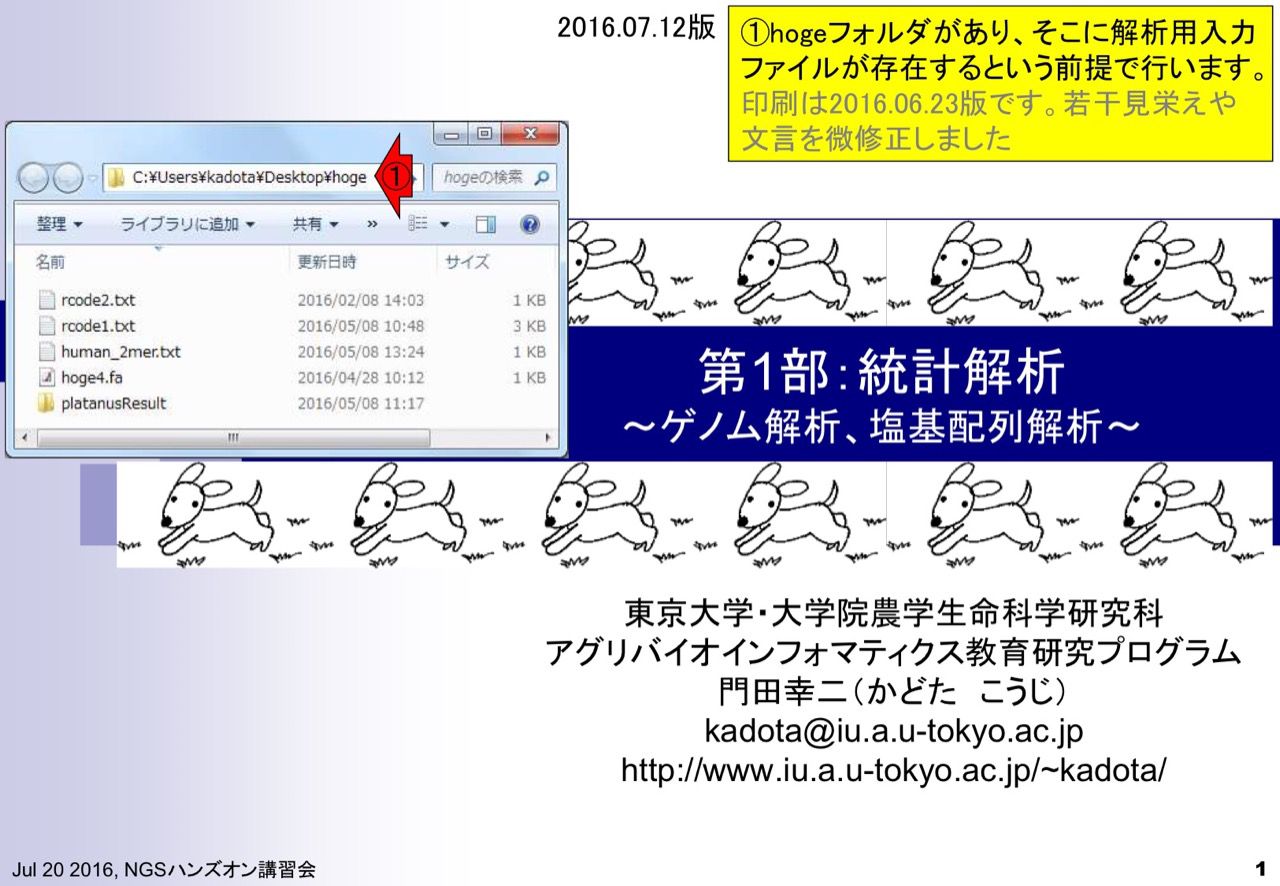 2016.07.12版
①hogeフォルダがあり、そこに解析用入力
ファイルが存在するという前提で行います。
印刷は2016.06.23版です。若干見栄えや
文言を微修正しました
C:¥Users¥kadota¥Desktop¥hoge
①
hogeの検索
整理
ライブラリに追加
共有
»
名前 更新日時 サイズ
rcode2.txt 2016/02/08 14:03 1 KB
rcode1.txt 2016/05/08 10:48 3 KB
human_2mer.txt 2016/05/08 13:24 1 KB
hoge4.fa 2016/04/28 10:12 1 KB
platanusResult 2016/05/08 11:17
第1部：統計解析
～ゲノム解析、塩基配列解析～
東京大学・大学院農学生命科学研究科
アグリバイオインフォマティクス教育研究プログラム
門田幸二（かどた　こうじ）
kadota@iu.a.u-tokyo.ac.jp
http://www.iu.a.u-tokyo.ac.jp/~kadota/
Jul 20 2016, NGSハンズオン講習会
1